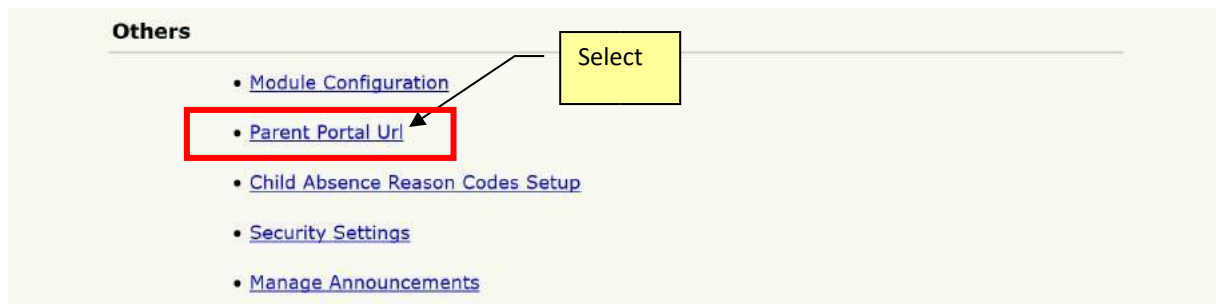 Others
Select
• Module Configuration
• Parent Portal Url
• Child Absence Reason Codes Setup
• Security Settings
• Manage Announcements